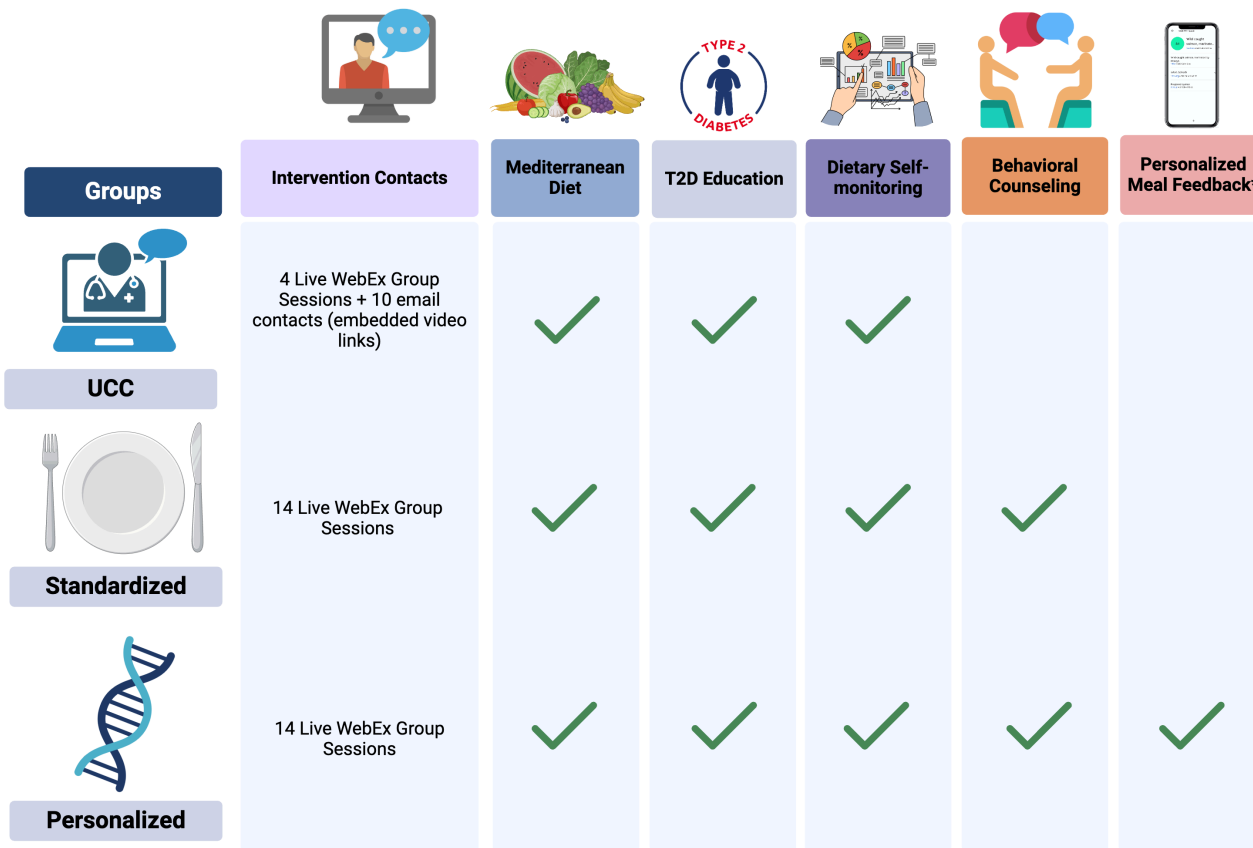 TYPE 2
DIABETES
Groups
Intervention Contacts
Mediterranean
Diet
T2D Education
Dietary Self-
monitoring
Behavioral
Counseling
Personalized
Meal Feedback*
UCC
4 Live WebEx Group
Sessions + 10 email
contacts (embedded video
links)
Standardized
14 Live WebEx Group
Sessions
Personalized
14 Live WebEx Group
Sessions